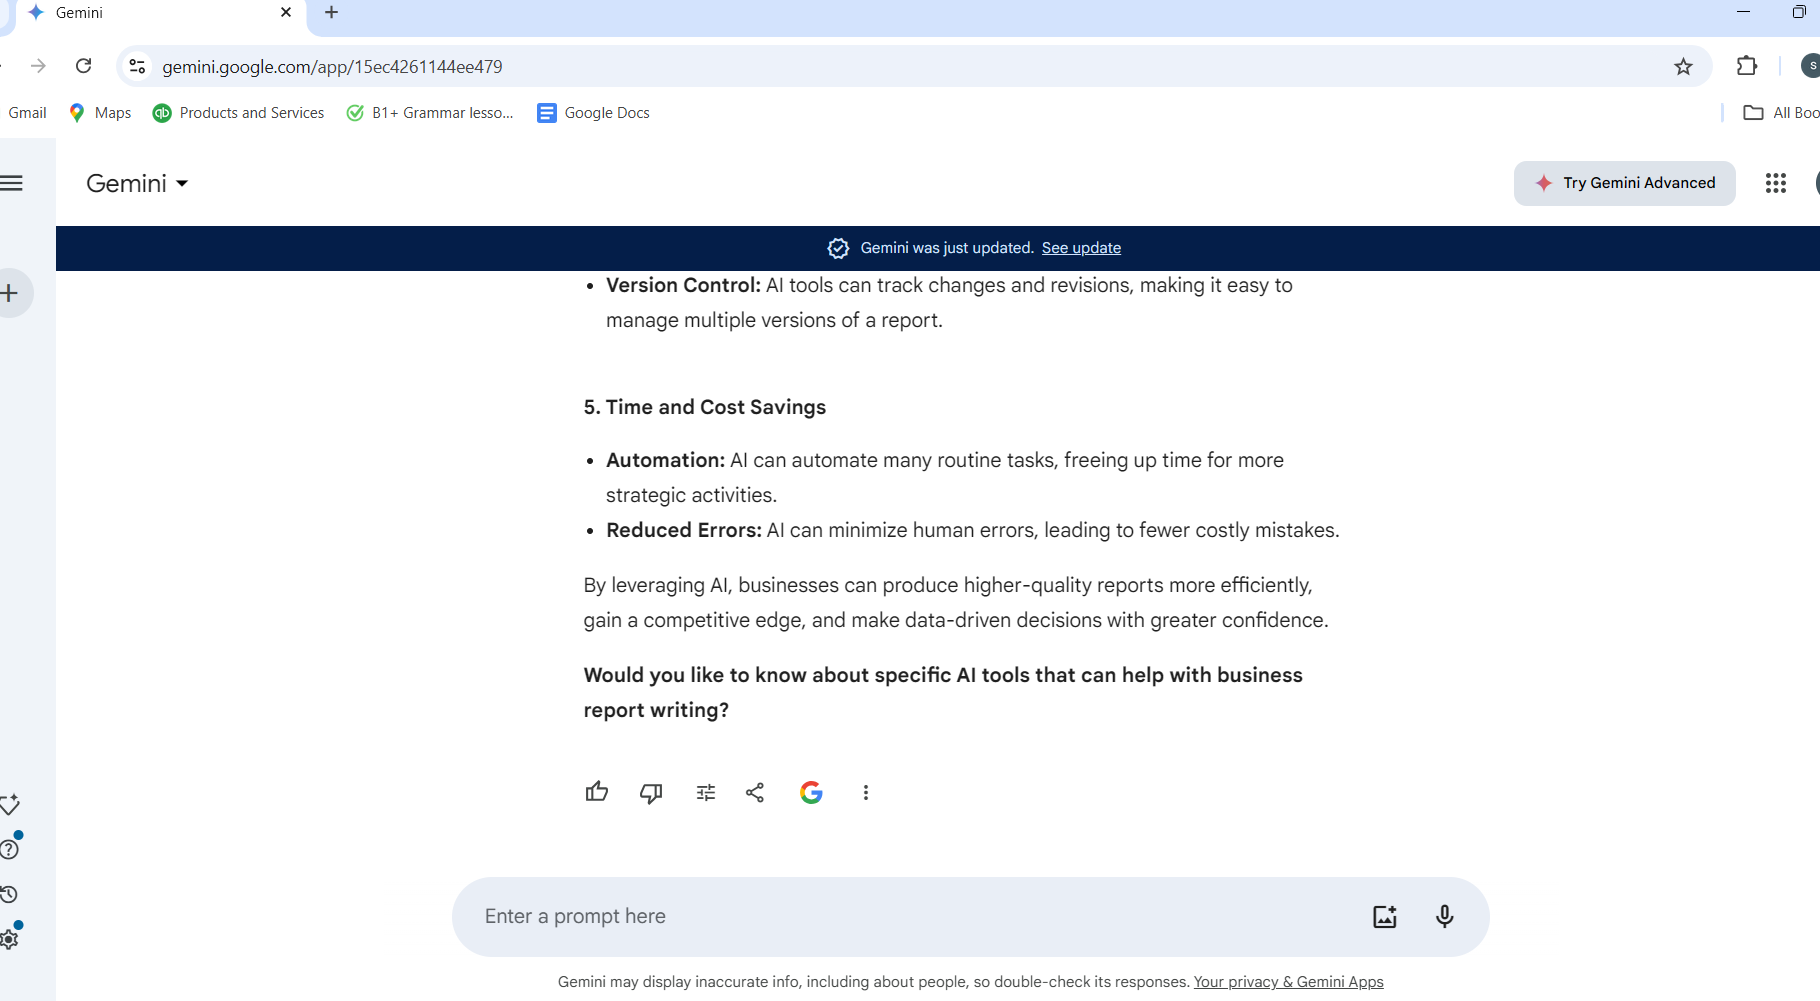 Gemini
gemini.google.com/app/15ec4261144ee479
S
Gmail Maps Products and Services B1+ Grammar lesso... Google Docs All Boo
Gemini
Try Gemini Advanced
Gemini was just updated. See update
• Version Control: AI tools can track changes and revisions, making it easy to
manage multiple versions of a report.
5. Time and Cost Savings
• Automation: AI can automate many routine tasks, freeing up time for more
strategic activities.
• Reduced Errors: AI can minimize human errors, leading to fewer costly mistakes.
By leveraging AI, businesses can produce higher-quality reports more efficiently,
gain a competitive edge, and make data-driven decisions with greater confidence.
Would you like to know about specific AI tools that can help with business
report writing?
Enter a prompt here
Gemini may display inaccurate info, including about people, so double-check its responses. Your privacy & Gemini Apps